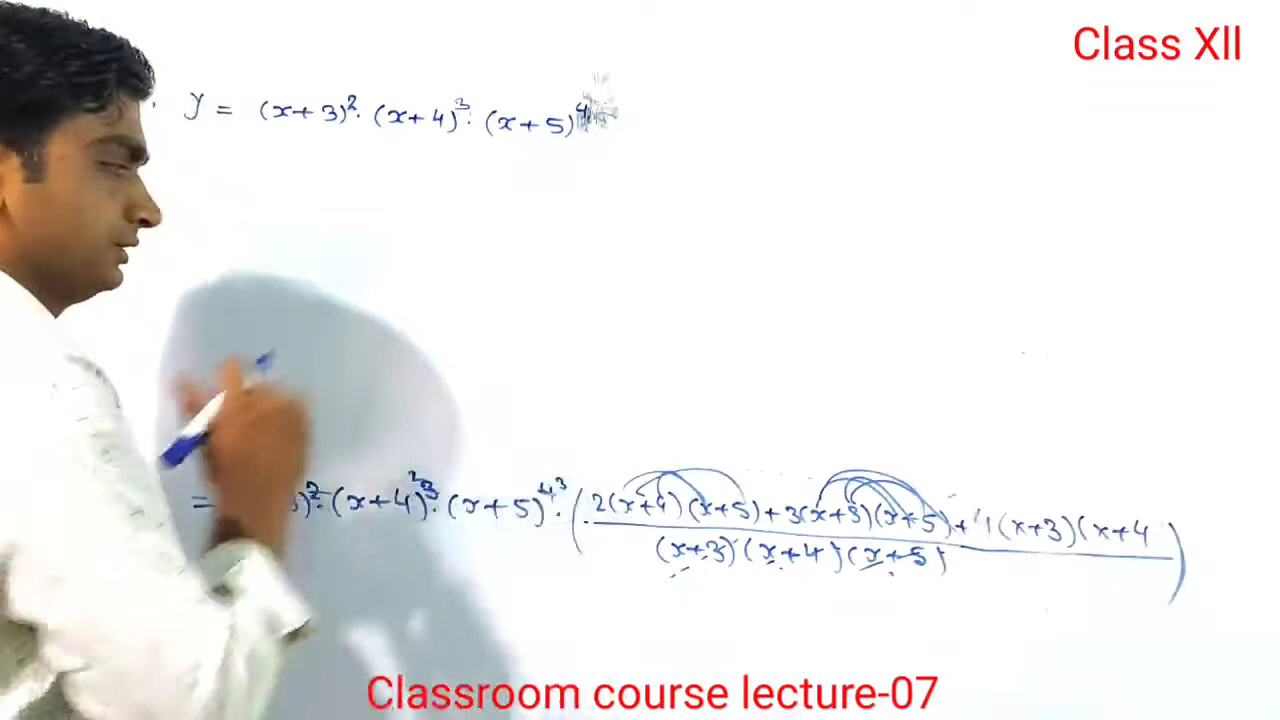 Class Xll
y = (x+3)²· (x+4)³· (x+5)⁴
= )²· (x+4)³· (x+5)⁴· ( 2(x+4)(x+5)+3(x+3)(x+5)+4(x+3)(x+4 )
(x+3)(x+4)(x+5)
Classroom course lecture-07